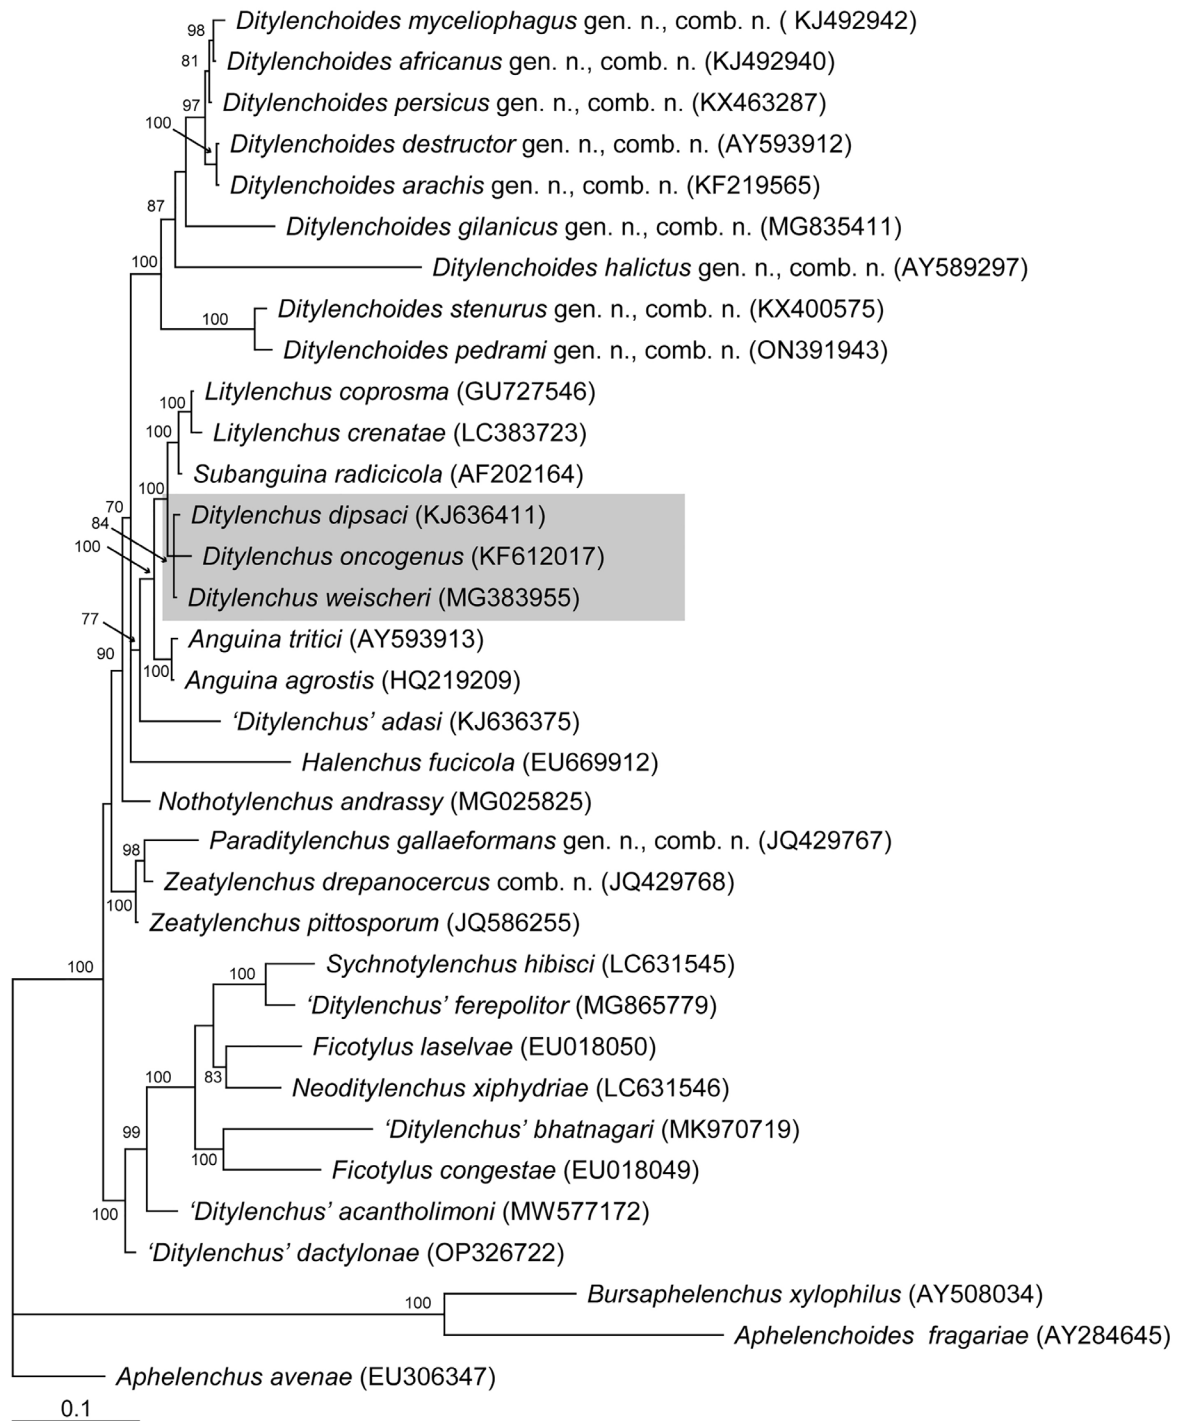 98
Ditylenchoides myceliophagus gen. n., comb. n. ( KJ492942)
81
Ditylenchoides africanus gen. n., comb. n. (KJ492940)
97
Ditylenchoides persicus gen. n., comb. n. (KX463287)
100
Ditylenchoides destructor gen. n., comb. n. (AY593912)
Ditylenchoides arachis gen. n., comb. n. (KF219565)
87
Ditylenchoides gilanicus gen. n., comb. n. (MG835411)
100
Ditylenchoides halictus gen. n., comb. n. (AY589297)
Ditylenchoides stenurus gen. n., comb. n. (KX400575)
100
Ditylenchoides pedrami gen. n., comb. n. (ON391943)
Litylenchus coprosma (GU727546)
100
Litylenchus crenatae (LC383723)
100
Subanguina radicicola (AF202164)
100
70
Ditylenchus dipsaci (KJ636411)
84
100
Ditylenchus oncogenus (KF612017)
Ditylenchus weischeri (MG383955)
77
Anguina tritici (AY593913)
90
100
Anguina agrostis (HQ219209)
‘Ditylenchus’ adasi (KJ636375)
Halenchus fucicola (EU669912)
Nothotylenchus andrassy (MG025825)
98
Paraditylenchus gallaeformans gen. n., comb. n. (JQ429767)
Zeatylenchus drepanocercus comb. n. (JQ429768)
100
Zeatylenchus pittosporum (JQ586255)
100
Sychnotylenchus hibisci (LC631545)
100
‘Ditylenchus’ ferepolitor (MG865779)
Ficotylus laselvae (EU018050)
100
83
Neoditylenchus xiphydriae (LC631546)
99
‘Ditylenchus’ bhatnagari (MK970719)
100
Ficotylus congestae (EU018049)
100
‘Ditylenchus’ acantholimoni (MW577172)
‘Ditylenchus’ dactylonae (OP326722)
100
Bursaphelenchus xylophilus (AY508034)
Aphelenchoides fragariae (AY284645)
Aphelenchus avenae (EU306347)
0.1